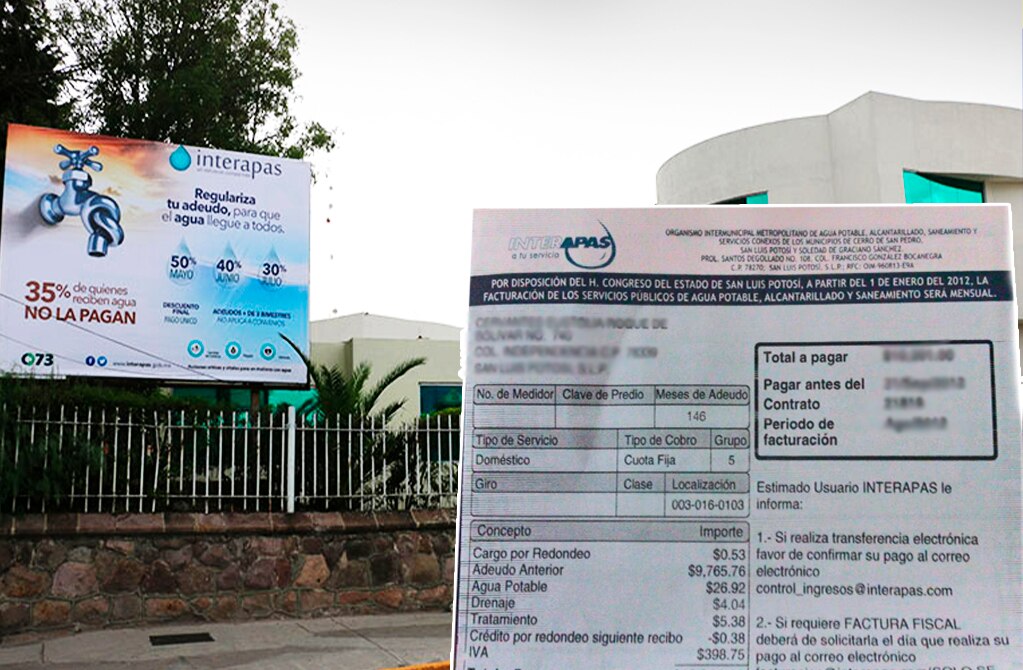 interapas
Regulariza
tu adeudo, para que
el agua llegue a todos.
50%
MAYO
40%
JUNIO
30%
JULIO
35% de quienes
reciben agua
NO LA PAGAN
DESCUENTO
FINAL
PAGO ÚNICO
ADEUDOS + DE 3 BIMESTRES
NO APLICA A CONVENIOS
073
www.interapas.gob.mx
INTERAPAS
a tu servicio
ORGANISMO INTERMUNICIPAL METROPOLITANO DE AGUA POTABLE, ALCANTARILLADO, SANEAMIENTO Y
SERVICIOS CONEXOS DE LOS MUNICIPIOS DE CERRO DE SAN PEDRO,
SAN LUIS POTOSÍ Y SOLEDAD DE GRACIANO SÁNCHEZ.
PROL. SANTOS DEGOLLADO NO. 108, COL. FRANCISCO GONZÁLEZ BOCANEGRA
C.P. 78270; SAN LUIS POTOSÍ, S.L.P.; RFC: OIM-960813-E9A
POR DISPOSICIÓN DEL H. CONGRESO DEL ESTADO DE SAN LUIS POTOSÍ, A PARTIR DEL 1 DE ENERO DEL 2012, LA
FACTURACIÓN DE LOS SERVICIOS PÚBLICOS DE AGUA POTABLE, ALCANTARILLADO Y SANEAMIENTO SERÁ MENSUAL.
Total a pagar
Pagar antes del
Contrato
Periodo de
facturación
No. de Medidor Clave de Predio Meses de Adeudo
146
Tipo de Servicio Tipo de Cobro Grupo
Doméstico Cuota Fija 5
Giro Clase Localización
003-016-0103
Concepto Importe
Cargo por Redondeo $0.53
Adeudo Anterior $9,765.76
Agua Potable $26.92
Drenaje $4.04
Tratamiento $5.38
Crédito por redondeo siguiente recibo -$0.38
IVA $398.75
Estimado Usuario INTERAPAS le
informa:
1.- Si realiza transferencia electrónica
favor de confirmar su pago al correo
electrónico
control_ingresos@interapas.com
2.- Si requiere FACTURA FISCAL
deberá de solicitarla el día que realiza su
pago al correo electrónico